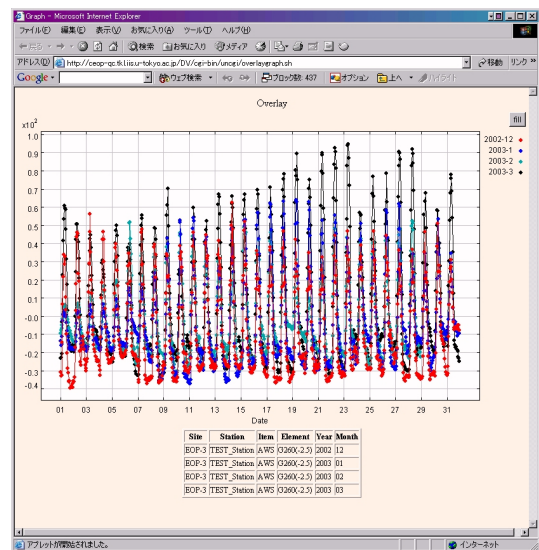 Graph - Microsoft Internet Explorer
ファイル(F) 編集(E) 表示(V) お気に入り(A) ツール(T) ヘルプ(H)
戻る 検索 お気に入り メディア
アドレス(D) http://ceop-qc.tkl.iis.u-tokyo.ac.jp/DV/cgi-bin/uncgi/overlaygraph.sh 移動 リンク »
Google ウェブ検索 ブロック数: 437 オプション 上へ ハイライト
Overlay
fill
x10²
2002-12
2003-1
2003-2
2003-3
1.0
0.9
0.8
0.7
0.6
0.5
0.4
0.3
0.2
0.1
-0.0
-0.1
-0.2
-0.3
-0.4
01 03 05 07 09 11 13 15 17 19 21 23 25 27 29 31
Date
Site Station Item Element Year Month
EOP-3 TEST_Station AWS G260(-2.5) 2002 12
EOP-3 TEST_Station AWS G260(-2.5) 2003 01
EOP-3 TEST_Station AWS G260(-2.5) 2003 02
EOP-3 TEST_Station AWS G260(-2.5) 2003 03
アプレットが開始されました。 インターネット